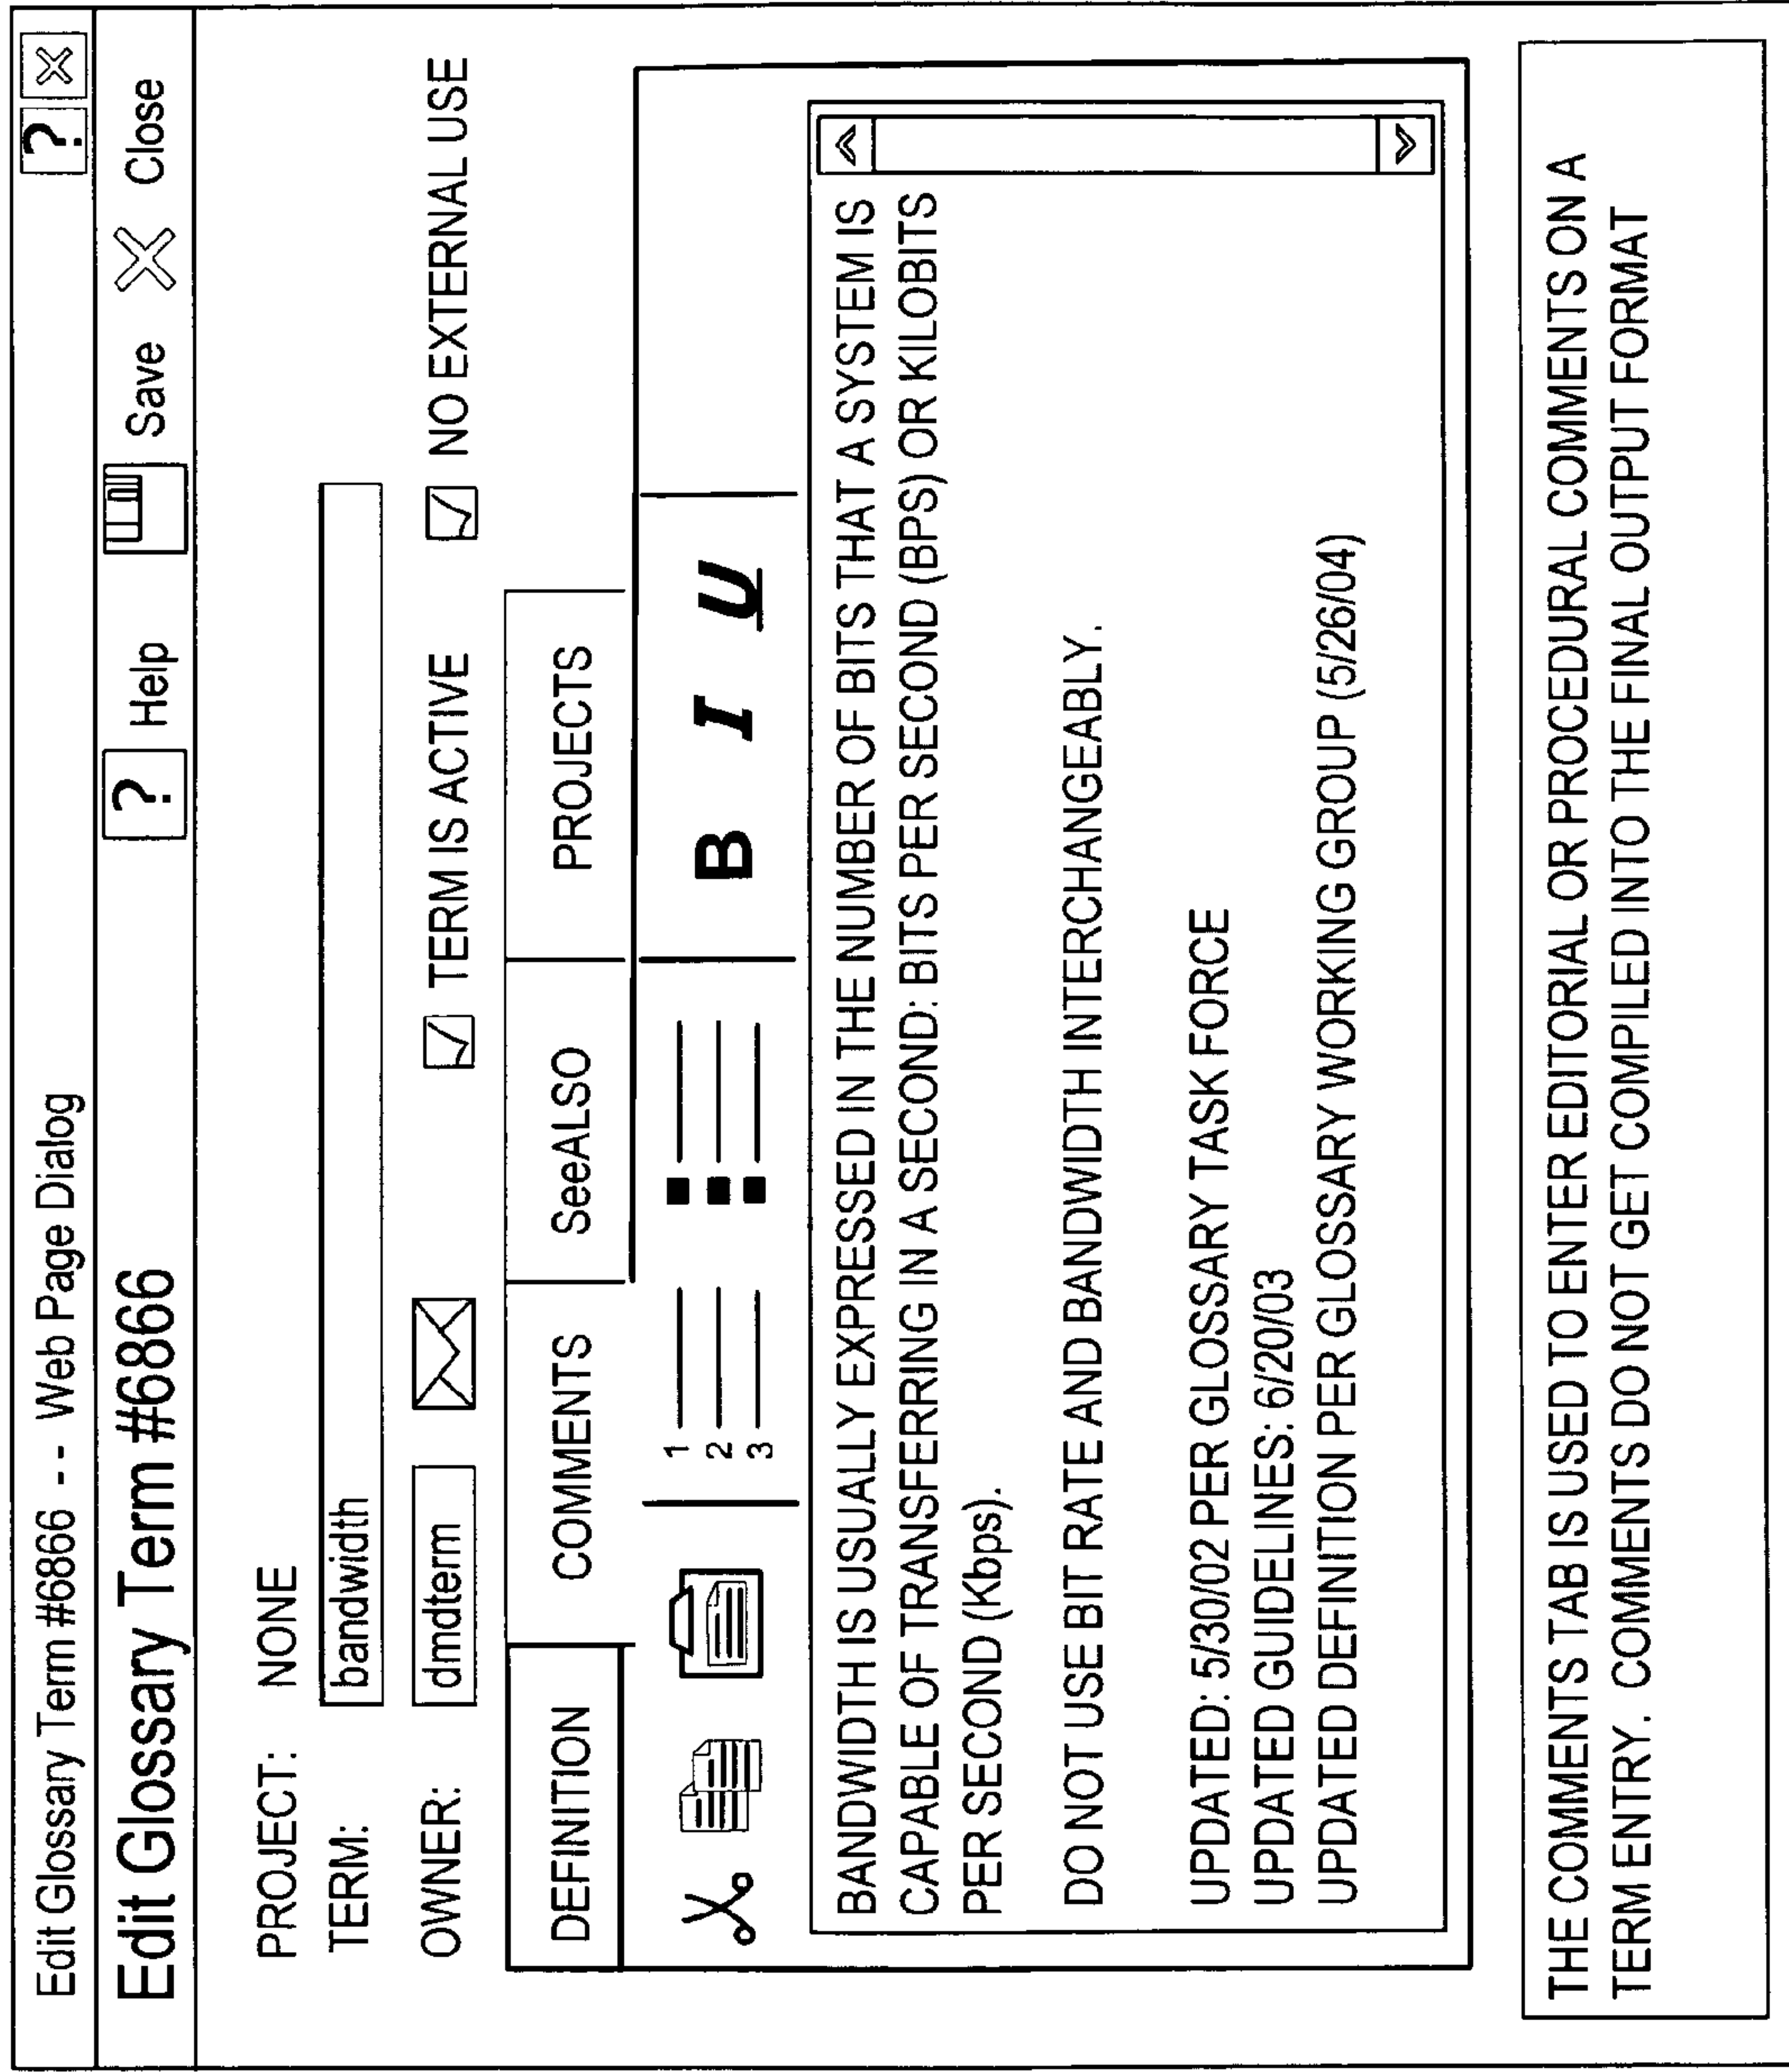 Edit Glossary Term #6866 - - Web Page Dialog ? X
Edit Glossary Term #6866 ? Help Save X Close
PROJECT: NONE
TERM: bandwidth
OWNER: dmdterm TERM IS ACTIVE NO EXTERNAL USE
DEFINITION COMMENTS SeeALSO PROJECTS
1 2 3 B I U
BANDWIDTH IS USUALLY EXPRESSED IN THE NUMBER OF BITS THAT A SYSTEM IS
CAPABLE OF TRANSFERRING IN A SECOND: BITS PER SECOND (BPS) OR KILOBITS
PER SECOND (Kbps).
DO NOT USE BIT RATE AND BANDWIDTH INTERCHANGEABLY.
UPDATED: 5/30/02 PER GLOSSARY TASK FORCE
UPDATED GUIDELINES: 6/20/03
UPDATED DEFINITION PER GLOSSARY WORKING GROUP (5/26/04)
THE COMMENTS TAB IS USED TO ENTER EDITORIAL OR PROCEDURAL COMMENTS ON A
TERM ENTRY. COMMENTS DO NOT GET COMPILED INTO THE FINAL OUTPUT FORMAT